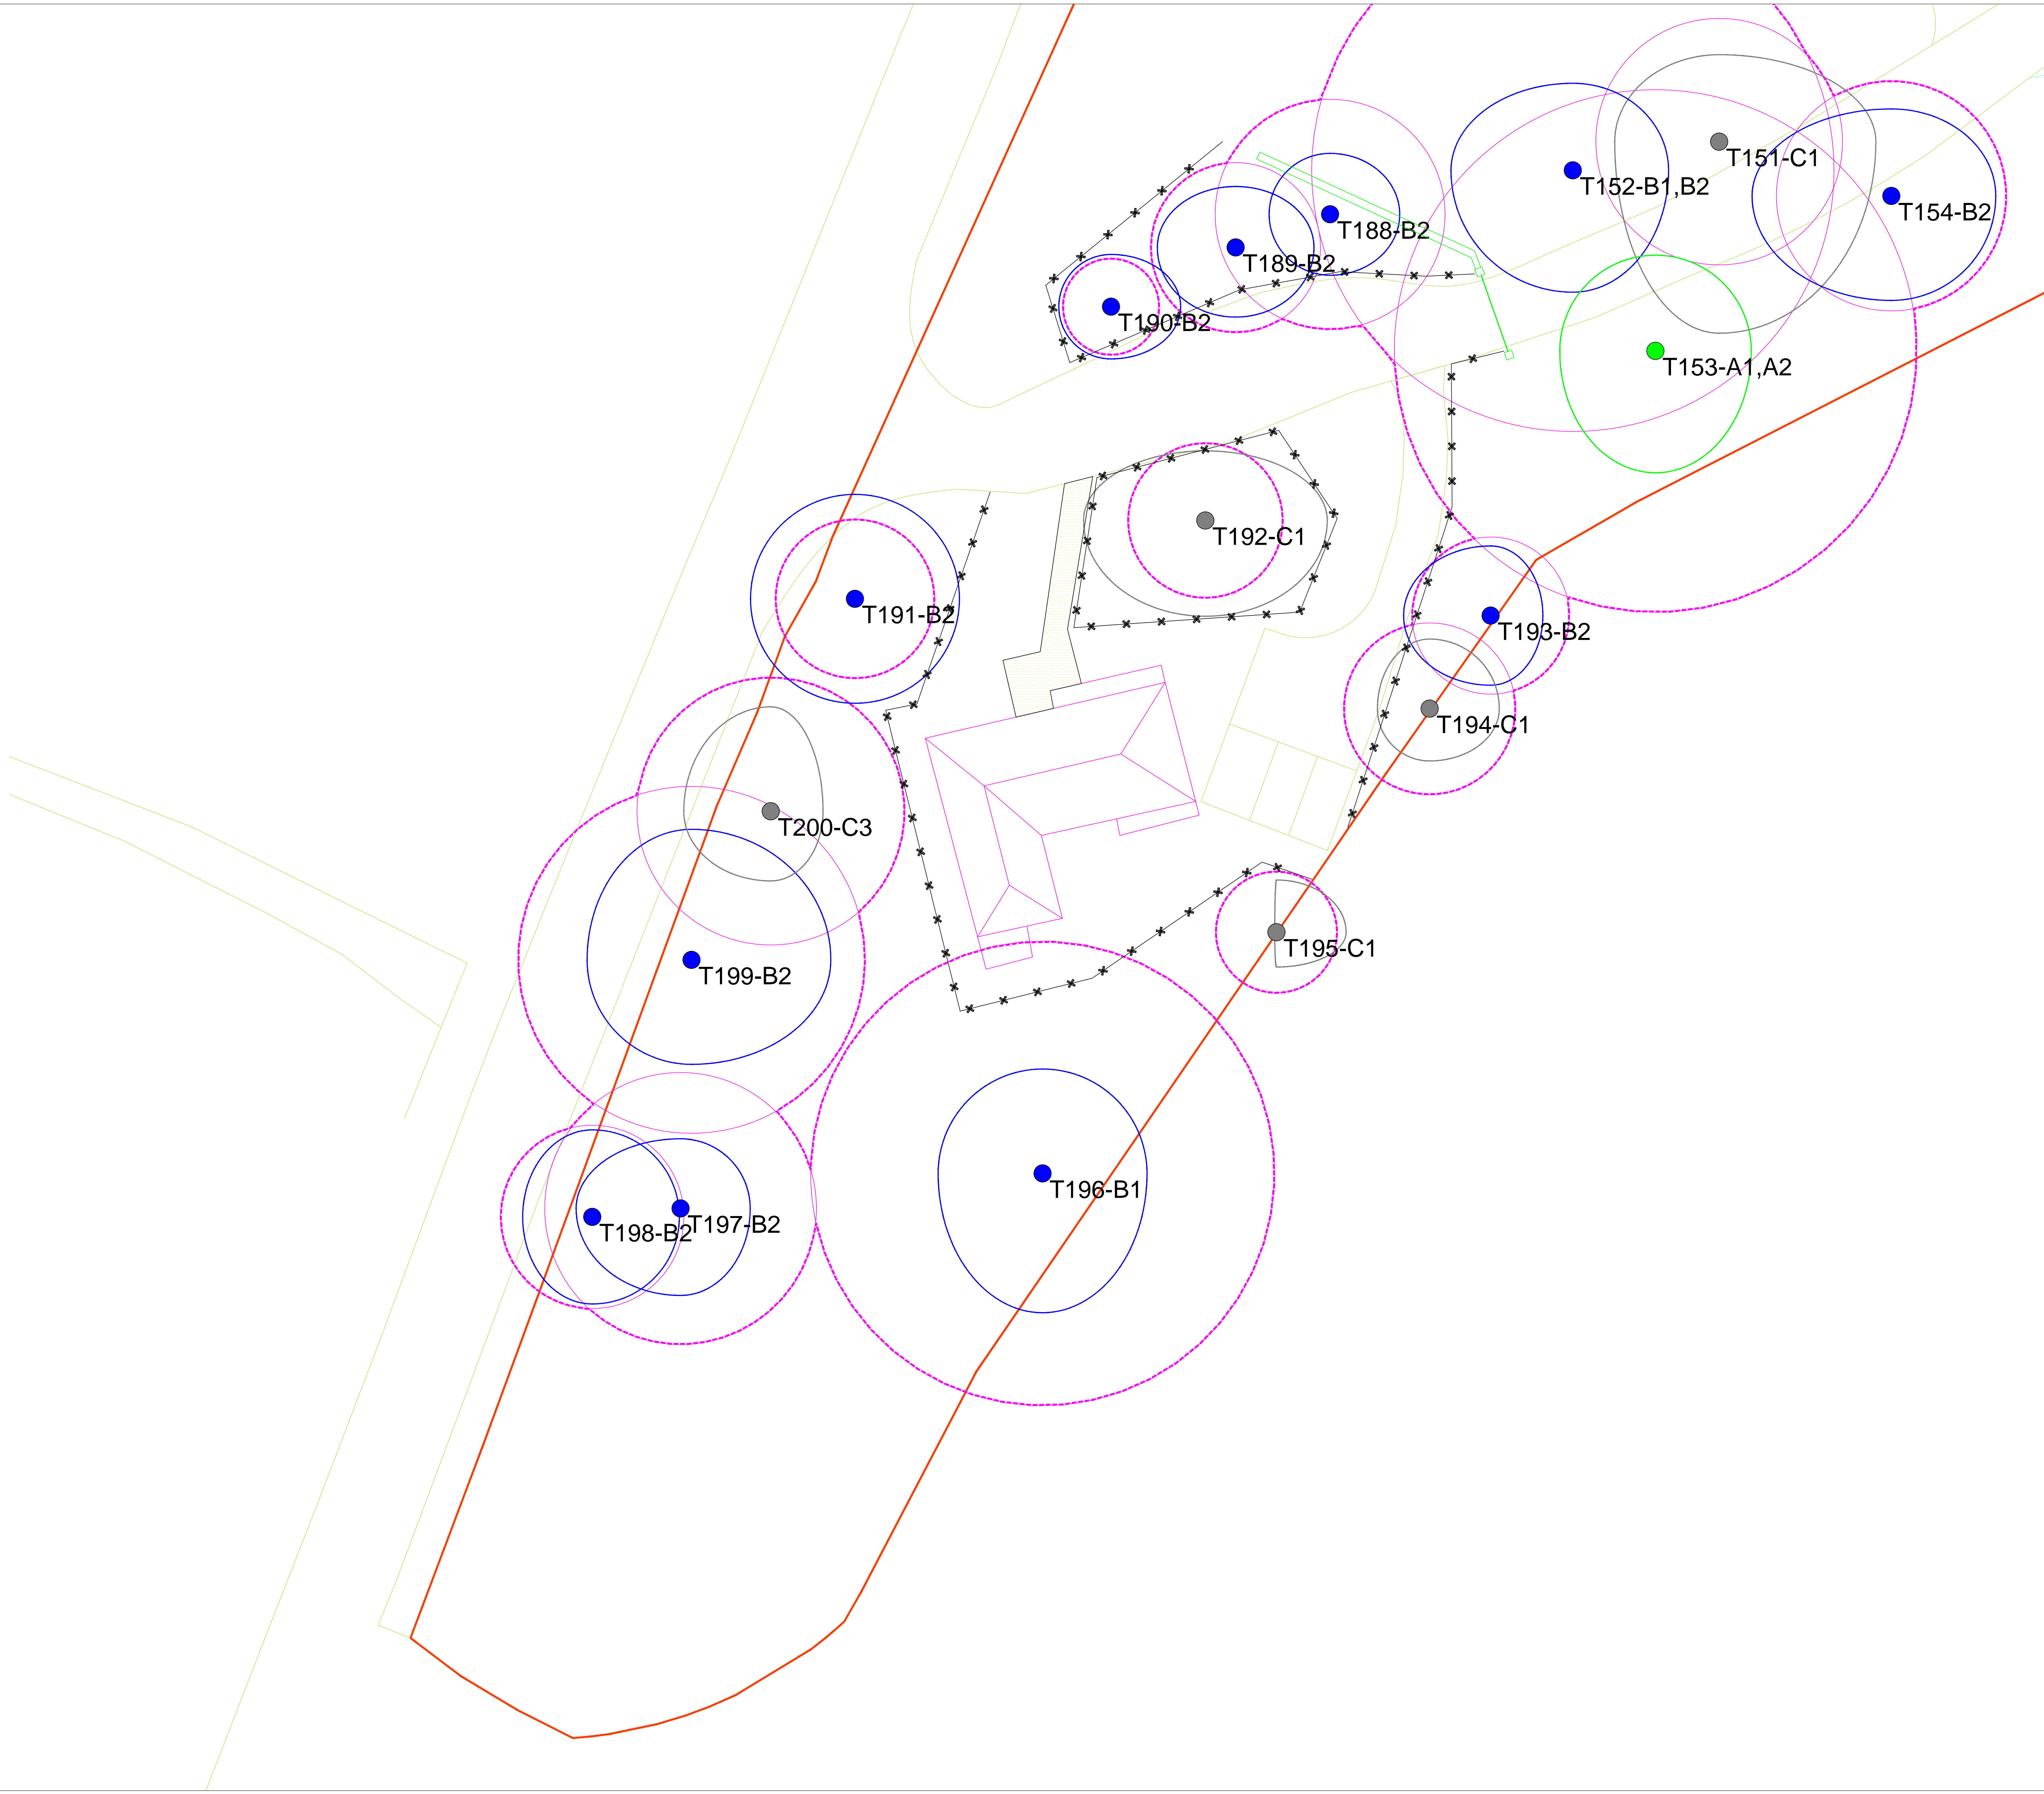 T151-C1
T152-B1,B2
T154-B2
T188-B2
T189-B2
T190-B2
T153-A1,A2
T192-C1
T191-B2
T193-B2
T194-C1
T200-C3
T195-C1
T199-B2
T196-B1
T197-B2
T198-B2